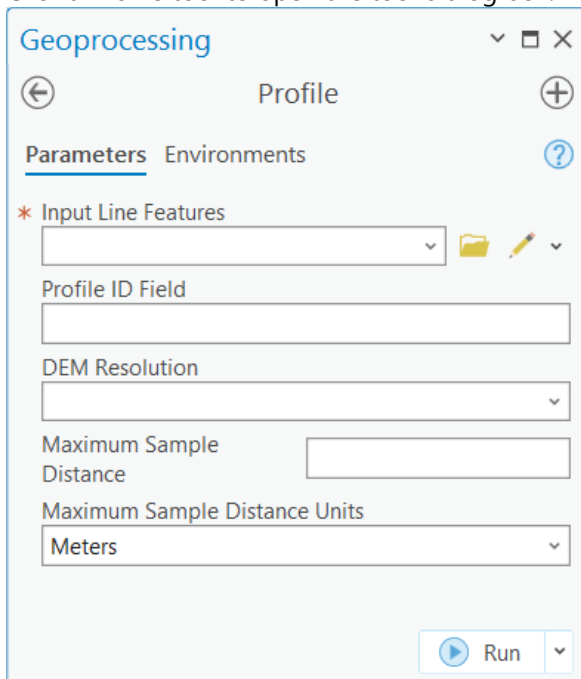 Geoprocessing
Profile
Parameters Environments
* Input Line Features
Profile ID Field
DEM Resolution
Maximum Sample
Distance
Maximum Sample Distance Units
Meters
Run